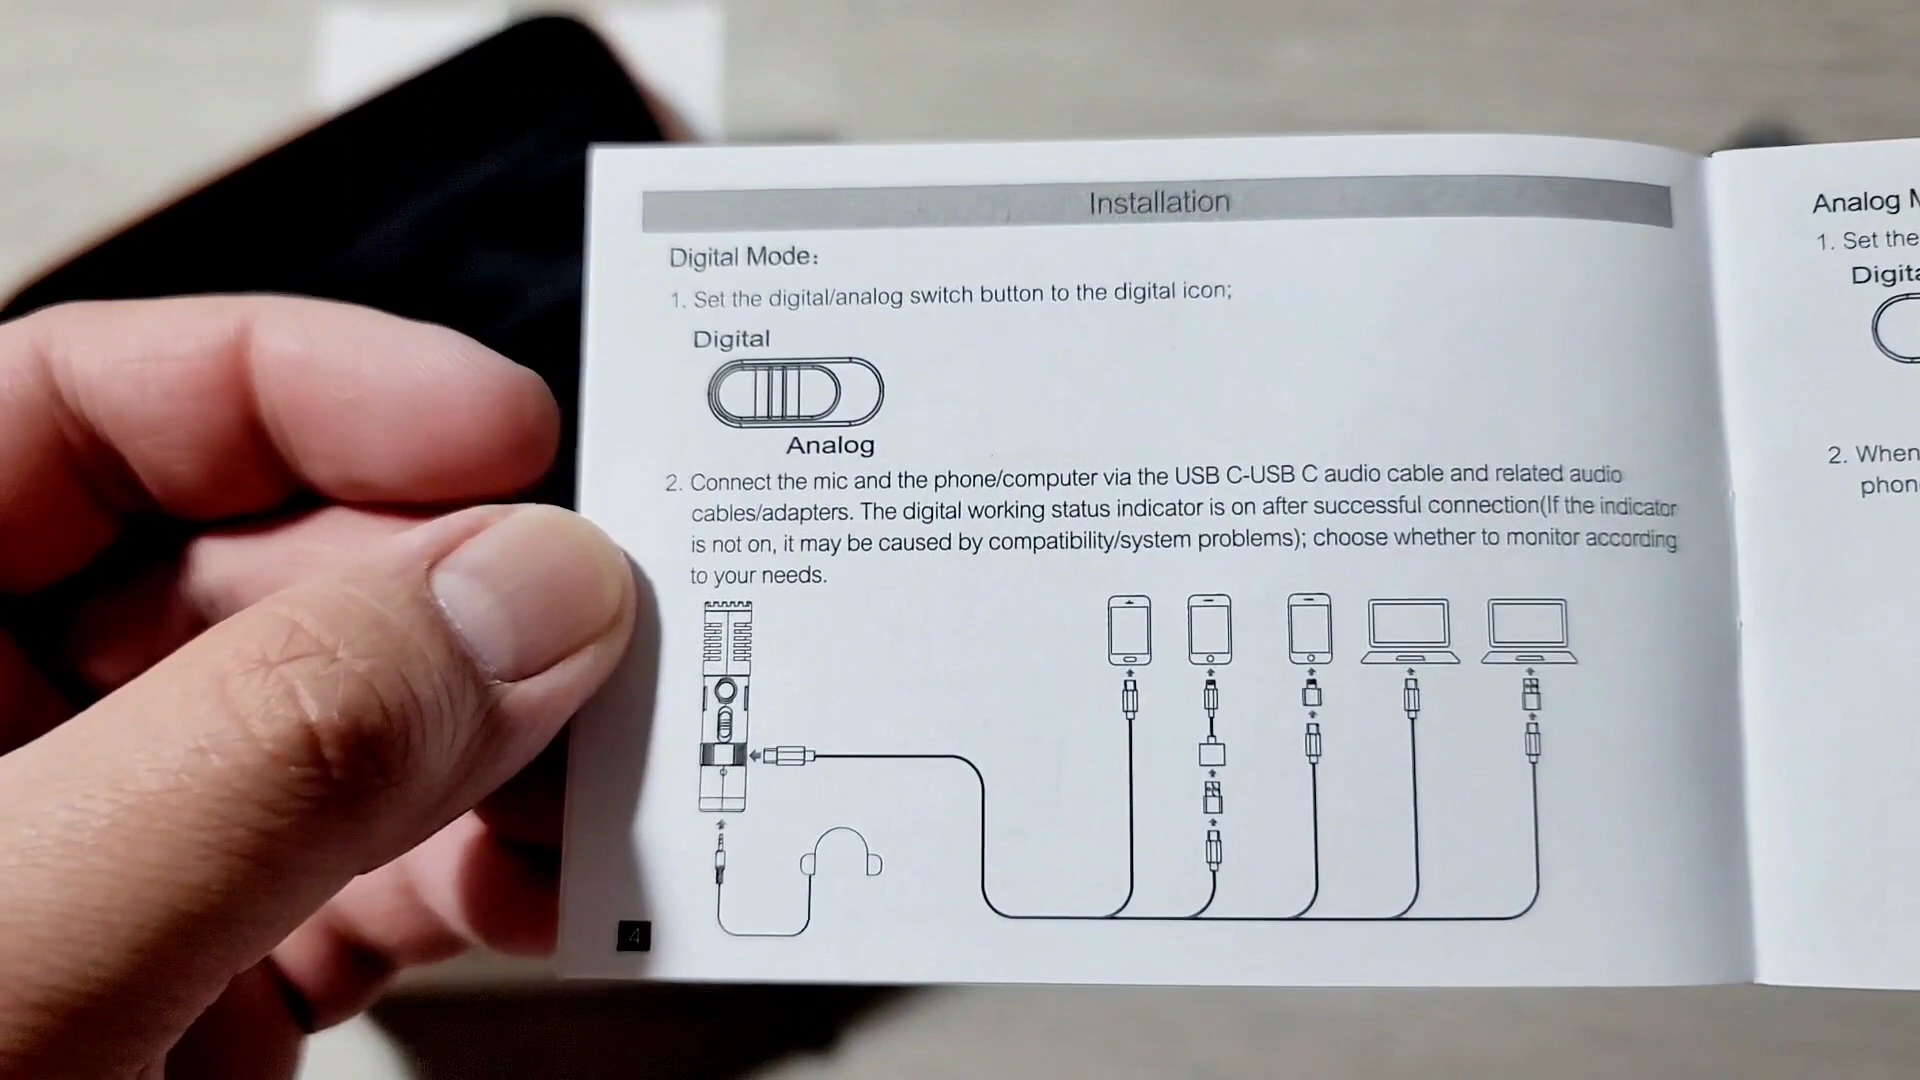 Installation
Digital Mode:
1. Set the digital/analog switch button to the digital icon;
Digital
Analog
2. Connect the mic and the phone/computer via the USB C-USB C audio cable and related audio
cables/adapters. The digital working status indicator is on after successful connection(If the indicator
is not on, it may be caused by compatibility/system problems); choose whether to monitor according
to your needs.
4
Analog
1. Set the
2. When